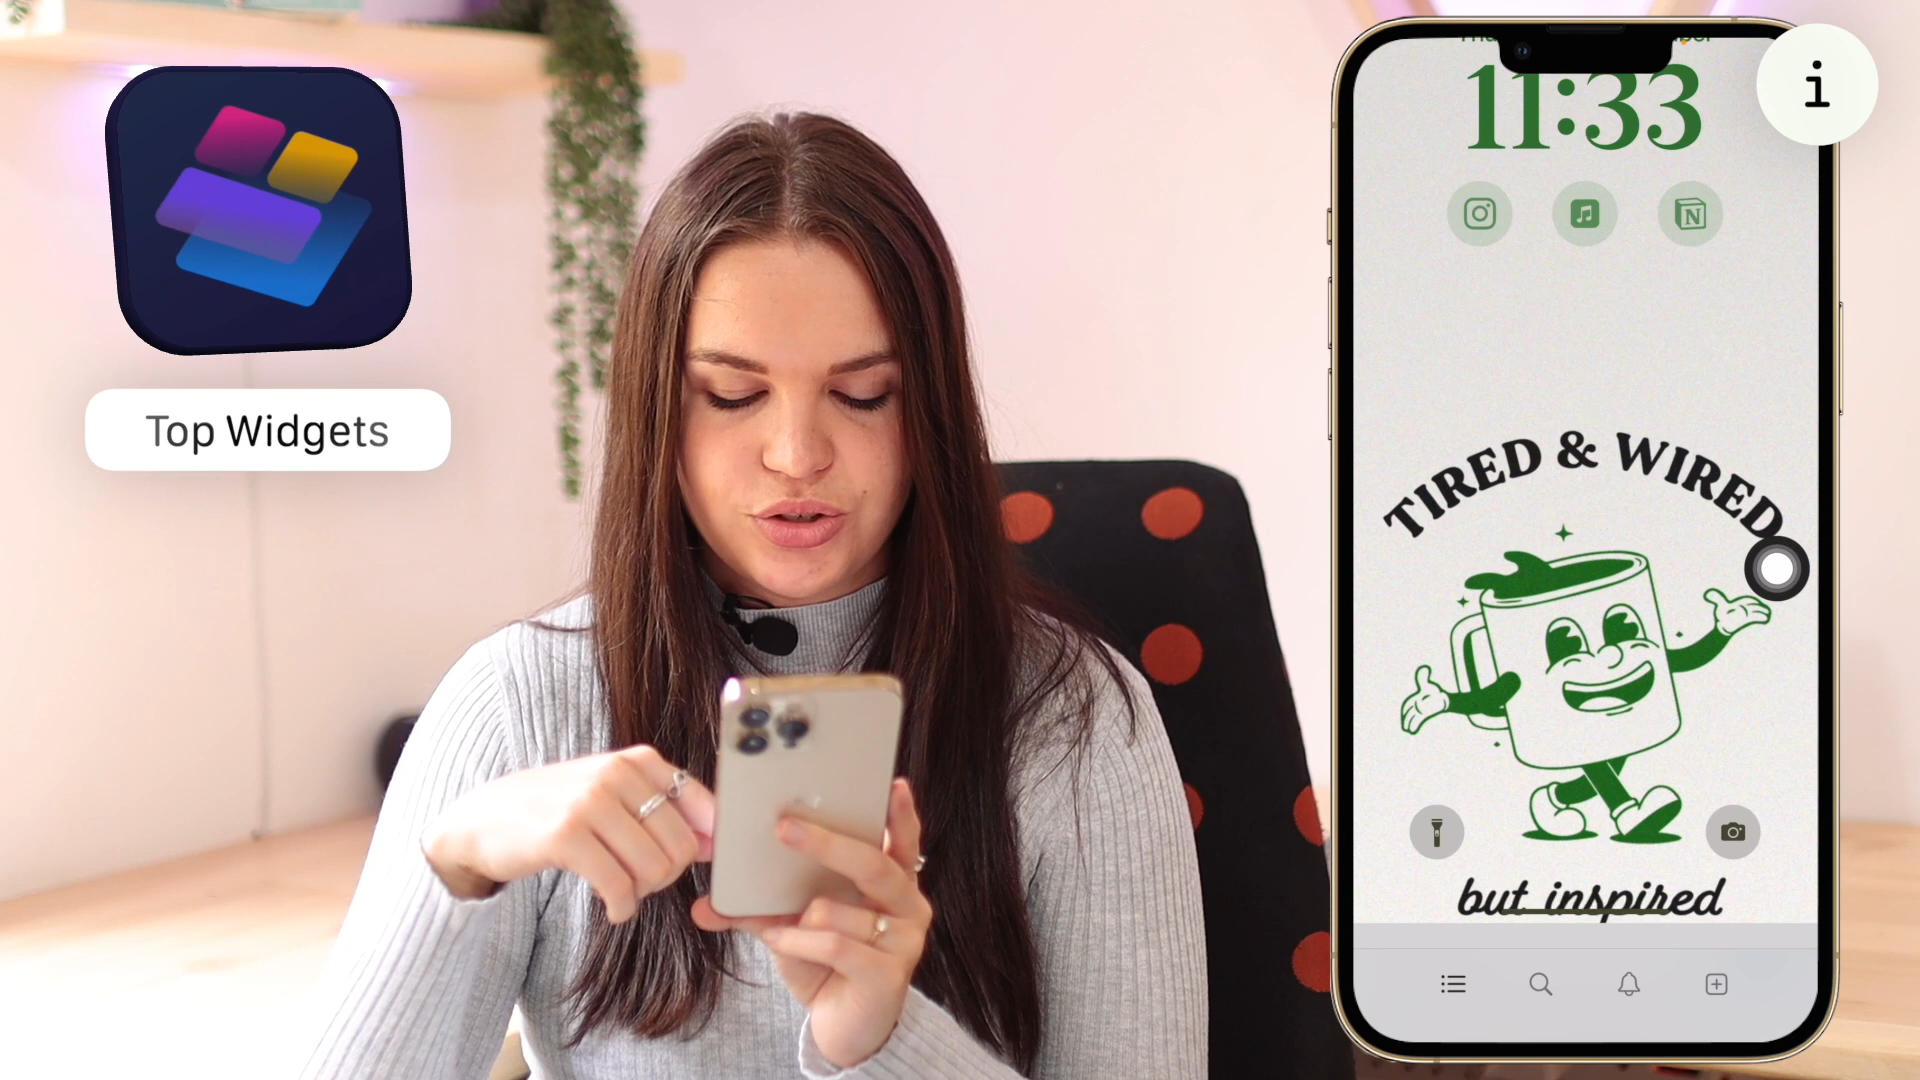 Top Widgets
11:33
N
i
TIRED & WIRED
but inspired